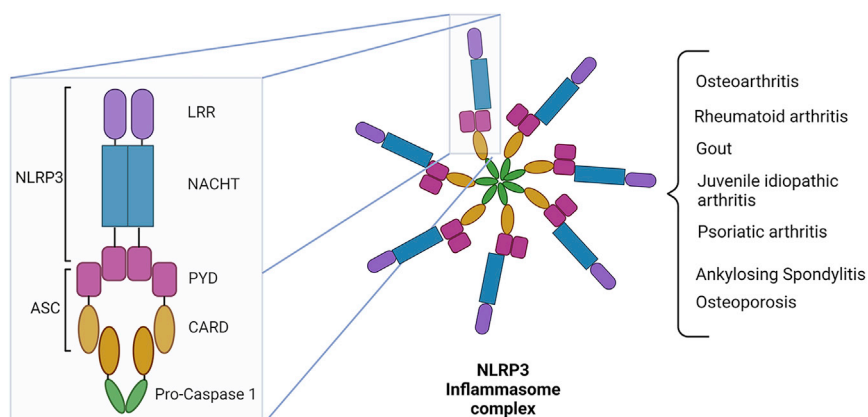 NLRP3
LRR
NACHT
ASC
PYD
CARD
Pro-Caspase 1
NLRP3
Inflammasome
complex
Osteoarthritis
Rheumatoid arthritis
Gout
Juvenile idiopathic
arthritis
Psoriatic arthritis
Ankylosing Spondylitis
Osteoporosis